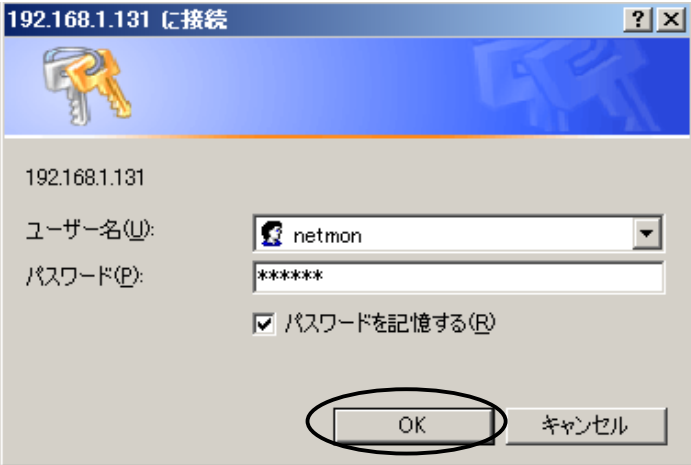 192.168.1.131 に接続
192.168.1.131
ユーザー名(U):
netmon
パスワード(P):
******
パスワードを記憶する(R)
OK
キャンセル